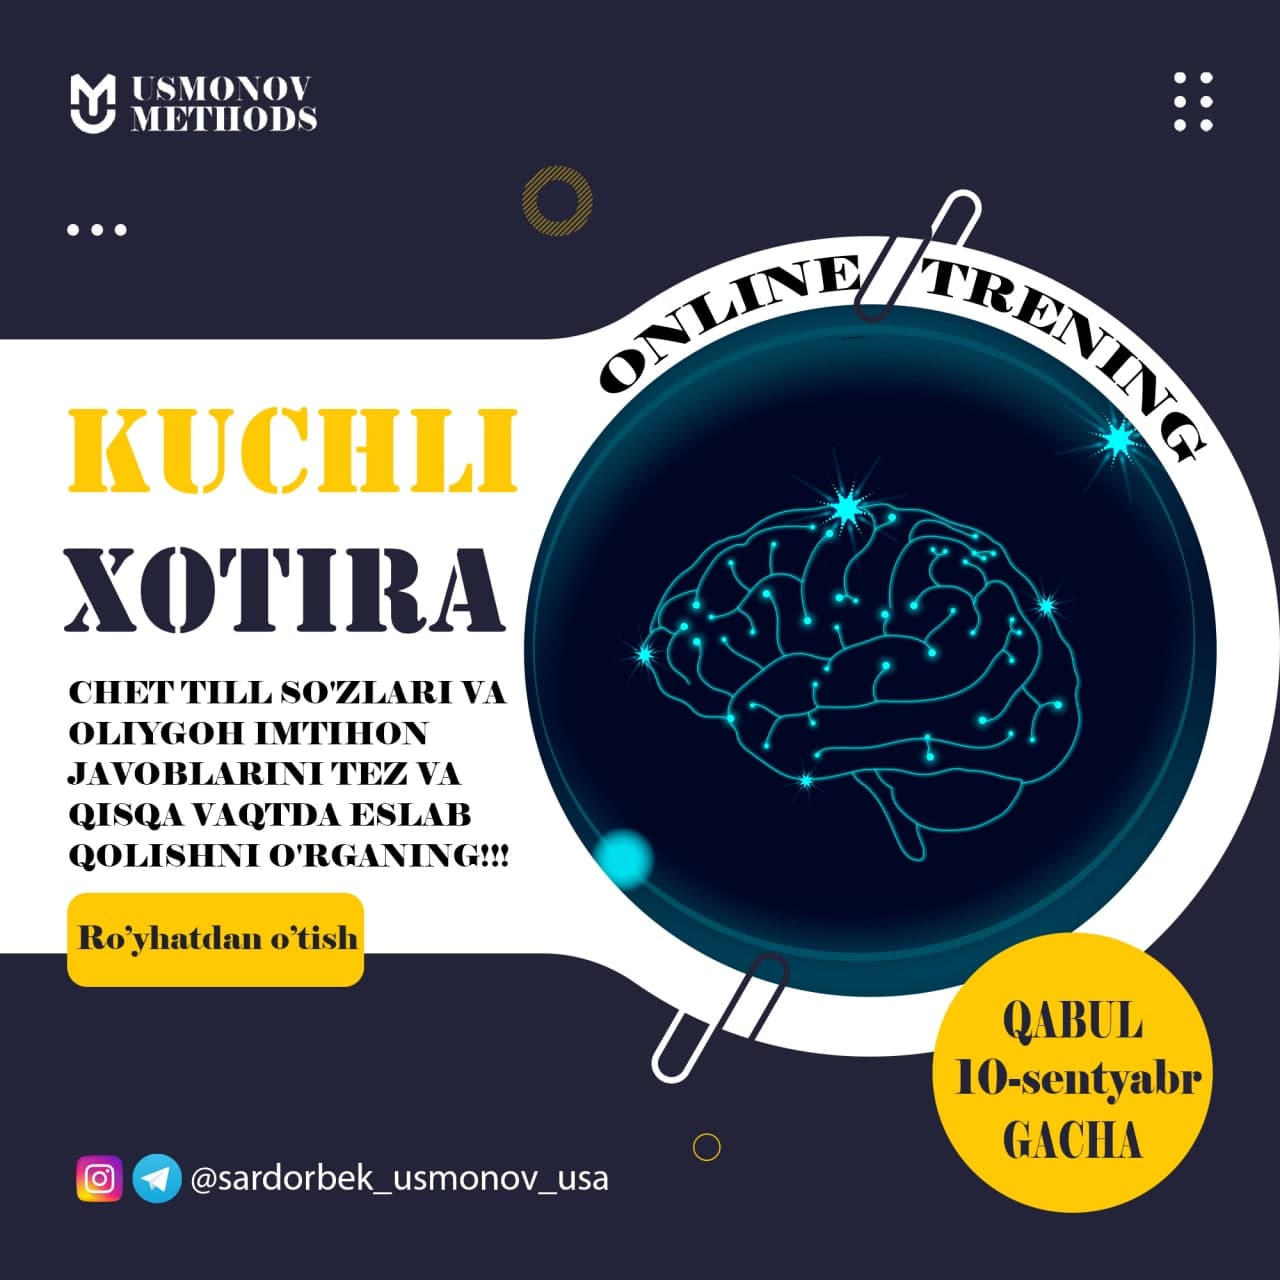 USMONOV
METHODS
ONLINE TRENING
KUCHLI
XOTIRA
CHET TILL SO'ZLARI VA
OLIYGOH IMTIHON
JAVOBLARINI TEZ VA
QISQA VAQTDA ESLAB
QOLISHNI O'RGANING!!!
Ro’yhatdan o’tish
QABUL
10-sentyabr
GACHA
@sardorbek_usmonov_usa